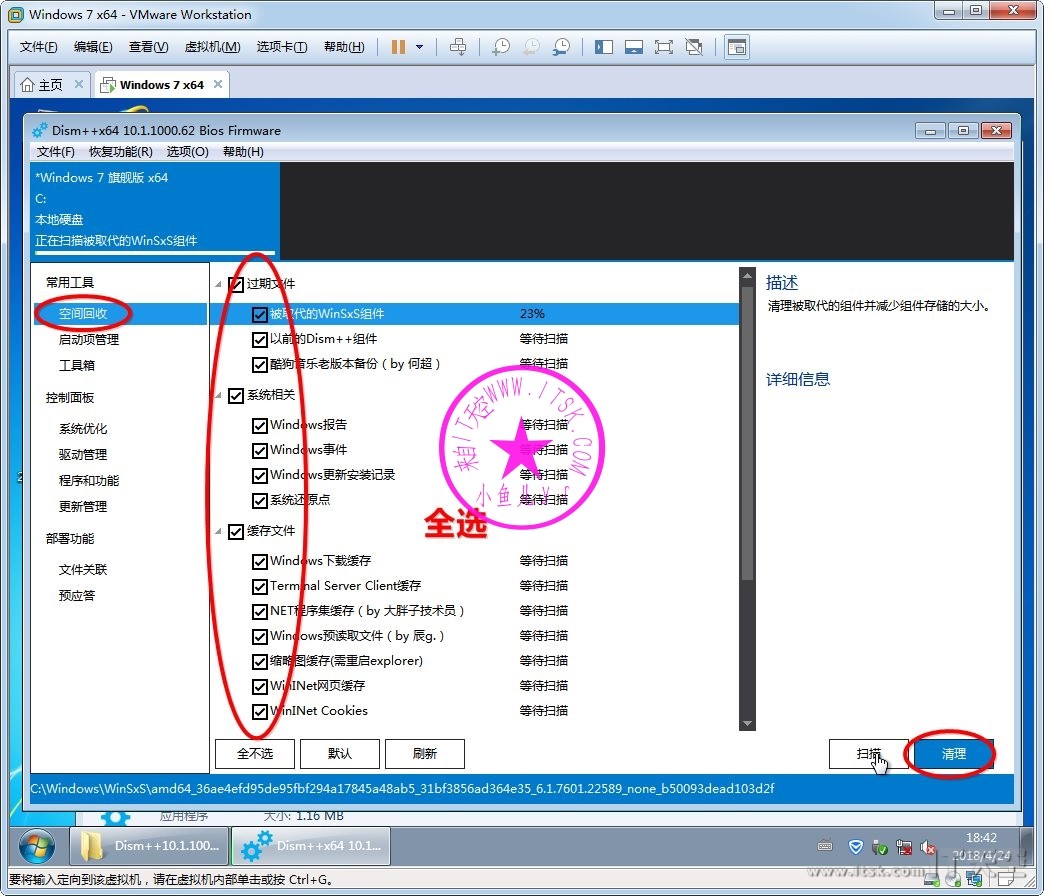 Windows 7 x64 - VMware Workstation
文件(F) 编辑(E) 查看(V) 虚拟机(M) 选项卡(T) 帮助(H)
主页 Windows 7 x64
Dism++x64 10.1.1000.62 Bios Firmware
文件(F) 恢复功能(R) 选项(O) 帮助(H)
*Windows 7 旗舰版 x64
C:
本地硬盘
正在扫描被取代的WinSxS组件
常用工具
空间回收
启动项管理
工具箱
控制面板
系统优化
驱动管理
程序和功能
更新管理
部署功能
文件关联
预应答
过期文件
被取代的WinSxS组件 23%
以前的Dism++组件 等待扫描
酷狗音乐老版本备份 ( by 何超 ) 等待扫描
系统相关
Windows报告 等待扫描
Windows事件 等待扫描
Windows更新安装记录 等待扫描
系统还原点 等待扫描
缓存文件
Windows下载缓存 等待扫描
Terminal Server Client缓存 等待扫描
NET程序集缓存 ( by 大胖子技术员 ) 等待扫描
Windows预读取文件 ( by 辰g. ) 等待扫描
缩略图缓存(需重启explorer) 等待扫描
WinINet网页缓存 等待扫描
WinINet Cookies 等待扫描
来自IT天空WWW.ITSK.COM
小鱼儿yr
全选
描述
清理被取代的组件并减少组件存储的大小。
详细信息
全不选 默认 刷新 扫描 清理
C:\Windows\WinSxS\amd64_36ae4efd95de95fbf294a17845a48ab5_31bf3856ad364e35_6.1.7601.22589_none_b50093dead103d2f
应用程序 大小: 1.16 MB
Dism++10.1.100... Dism++x64 10.1...
18:42
2018/4/24
要将输入定向到该虚拟机，请在虚拟机内部单击或按 Ctrl+G。
www.itsk.com